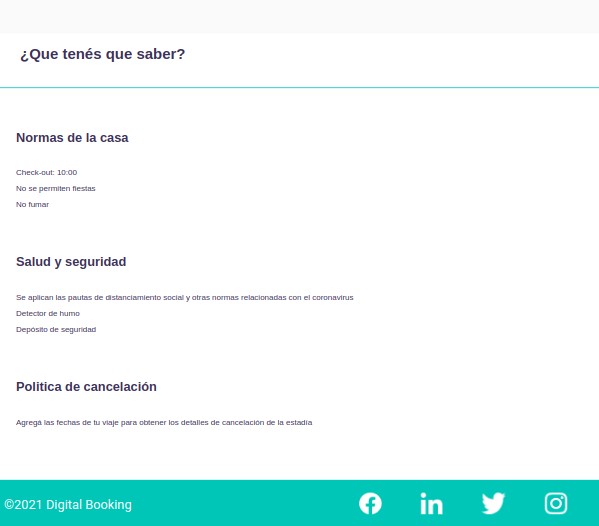 ¿Que tenés que saber?
Normas de la casa
Check-out: 10:00
No se permiten fiestas
No fumar
Salud y seguridad
Se aplican las pautas de distanciamiento social y otras normas relacionadas con el coronavirus
Detector de humo
Depósito de seguridad
Politica de cancelación
Agregá las fechas de tu viaje para obtener los detalles de cancelación de la estadía
©2021 Digital Booking